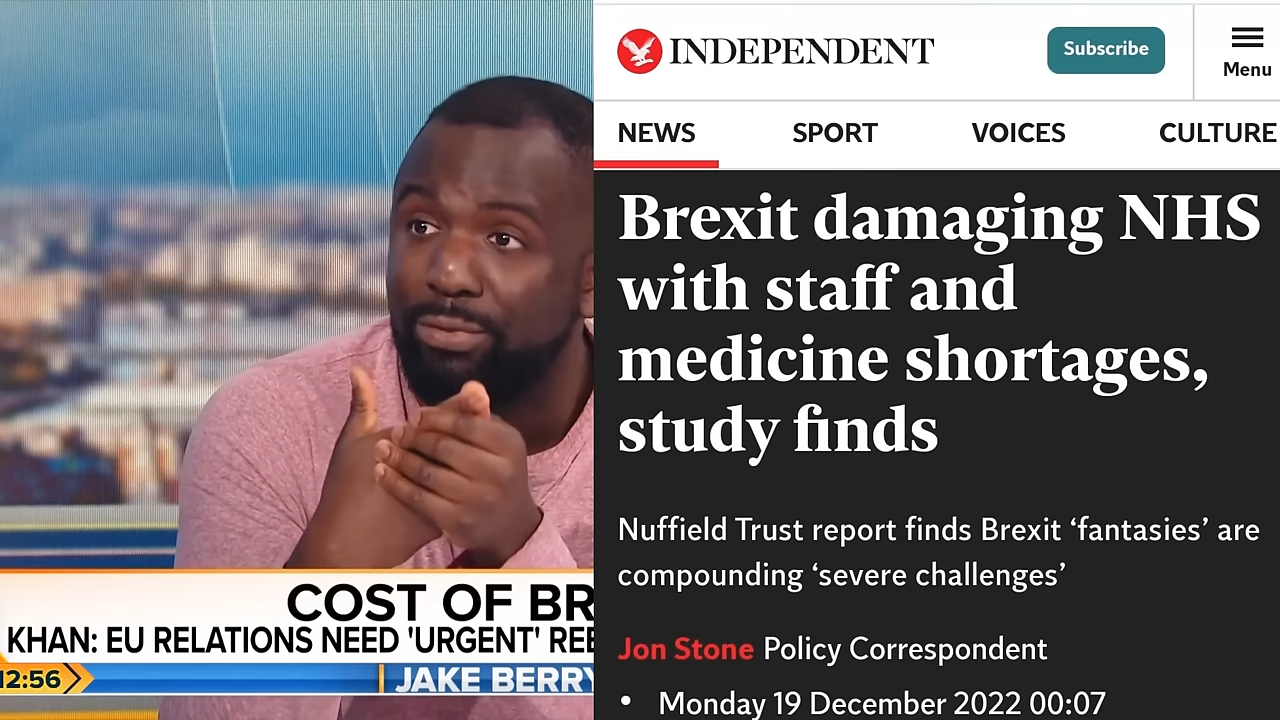 COST OF BR
KHAN: EU RELATIONS NEED 'URGENT' REE
12:56
JAKE BERRY
INDEPENDENT
Subscribe
Menu
NEWS
SPORT
VOICES
CULTURE
Brexit damaging NHS
with staff and
medicine shortages,
study finds
Nuffield Trust report finds Brexit ‘fantasies’ are
compounding ‘severe challenges’
Jon Stone Policy Correspondent
• Monday 19 December 2022 00:07